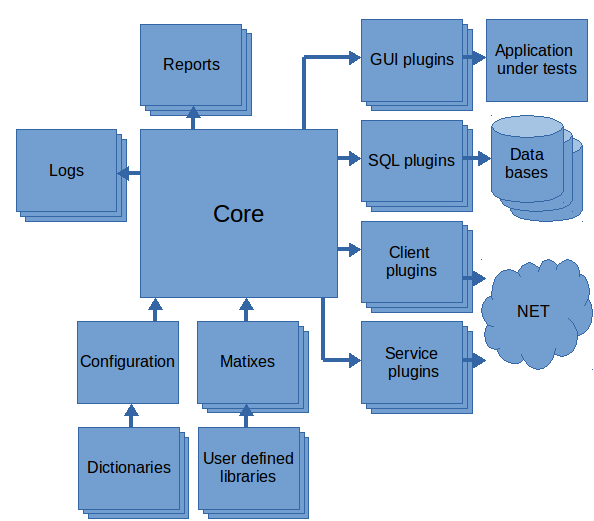 Reports
GUI plugins
Application
under tests
Logs
Core
SQL plugins
Data
bases
Client
plugins
NET
Configuration
Matixes
Service
plugins
Dictionaries
User defined
libraries